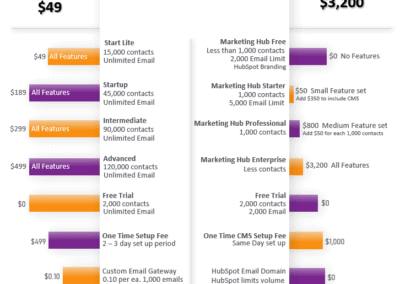 $49
$3,200
Start Lite
$49 All Features
15,000 contacts
Unlimited Email
Startup
$189 All Features
45,000 contacts
Unlimited Email
Intermediate
$299 All Features
90,000 contacts
Unlimited Email
Advanced
$499 All Features
120,000 contacts
Unlimited Email
Free Trial
$0
2,000 contacts
Unlimited Email
One Time Setup Fee
$499
2 – 3 day set up period
Custom Email Gateway
$0.10
0.10 per ea. 1,000 emails
Marketing Hub Free
Less than 1,000 contacts
$0 No Features
2,000 Email Limit
HubSpot Branding
Marketing Hub Starter
1,000 contacts
$50 Small Feature set
5,000 Email Limit
Add $350 to include CMS
Marketing Hub Professional
$800 Medium Feature set
1,000 contacts
Add $50 for each 1,000 contacts
Marketing Hub Enterprise
$3,200 All Features
Less contacts
Free Trial
2,000 contacts
$0
2,000 Email
One Time CMS Setup Fee
$1,000
Same Day set up
HubSpot Email Domain
$0
HubSpot limits volume